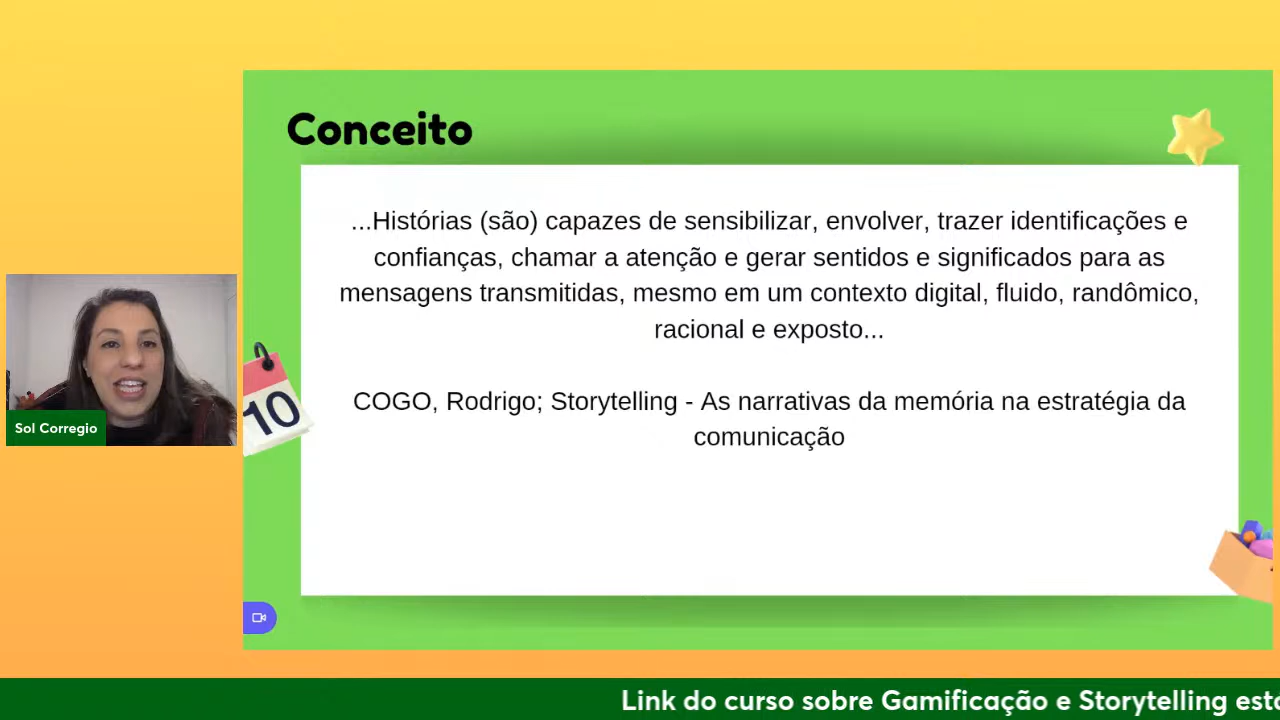 Conceito
...Histórias (são) capazes de sensibilizar, envolver, trazer identificações e
confianças, chamar a atenção e gerar sentidos e significados para as
mensagens transmitidas, mesmo em um contexto digital, fluido, randômico,
racional e exposto...
COGO, Rodrigo; Storytelling - As narrativas da memória na estratégia da
comunicação
10
Sol Corregio
Link do curso sobre Gamificação e Storytelling est